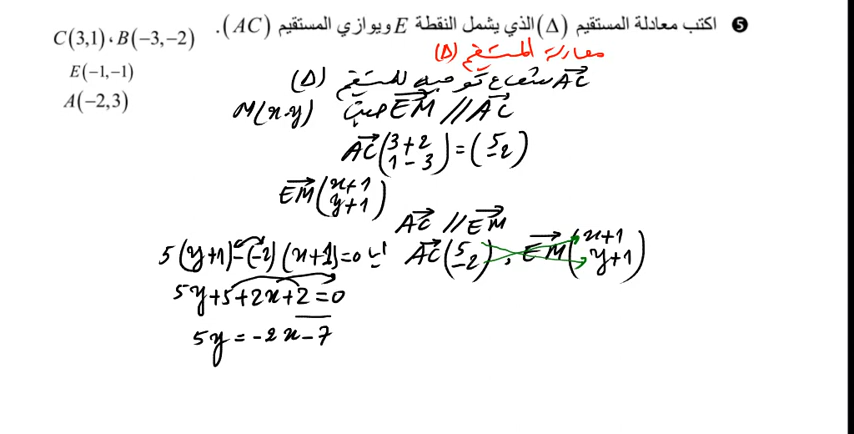 ❺ اكتب معادلة المستقيم (Δ) الذي يشمل النقطة E ويوازي المستقيم (AC).
C(3,1) ، B(−3,−2)
E(−1,−1)
A(−2,3)
معادلة المستقيم (Δ)
AC شعاع توجيه للمستقيم (Δ)
M(x.y) حيث EM // AC
AC(3+2 1−3) = (5 −2)
EM(x+1 y+1)
AC // EM
AC(5 −2) , EM(x+1 y+1)
5(y+1)−(−2)(x+1)=0
5y+5+2x+2=0
5y = −2x−7